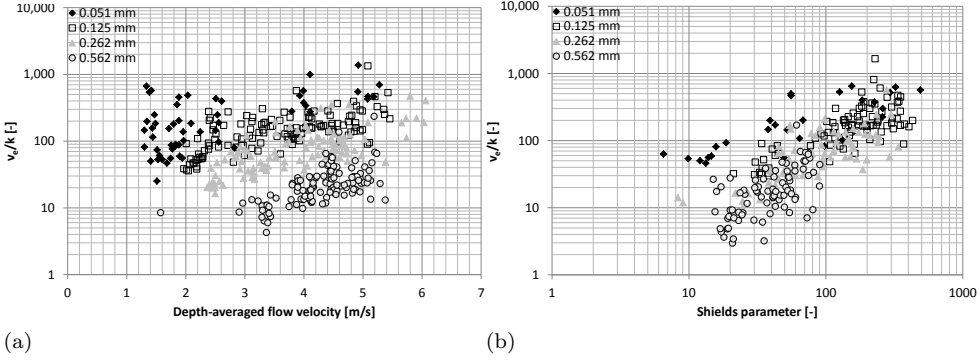 10,000
1,000
100
10
1
vₑ/k [-]
0.051 mm
0.125 mm
0.262 mm
0.562 mm
0 1 2 3 4 5 6 7
Depth-averaged flow velocity [m/s]
(a)
10,000
1,000
100
10
1
vₑ/k [-]
0.051 mm
0.125 mm
0.262 mm
0.562 mm
1 10 100 1000
Shields parameter [-]
(b)